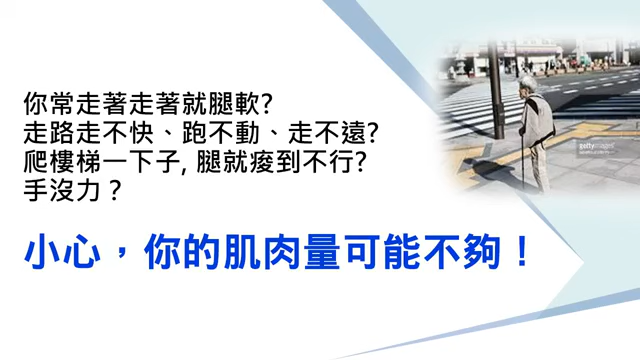 你常走著走著就腿軟?
走路走不快、跑不動、走不遠?
爬樓梯一下子, 腿就痠到不行?
手沒力？
小心，你的肌肉量可能不夠！
gettyimages